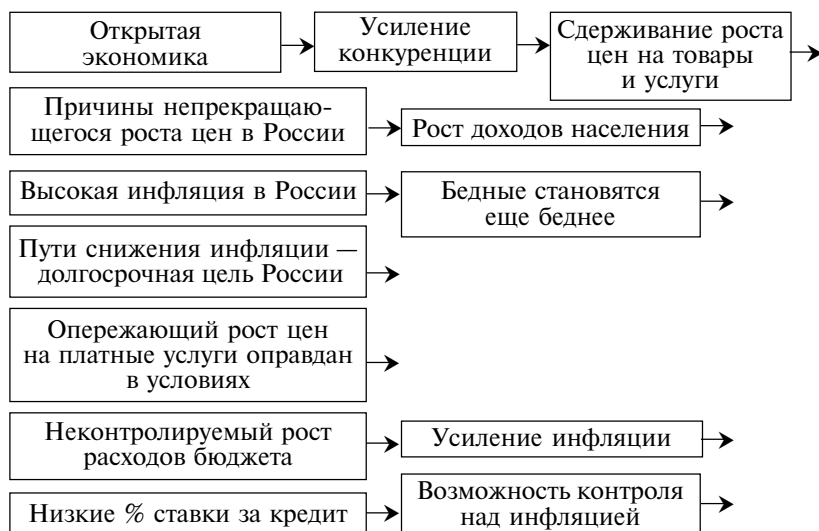 Открытая
экономика
Усиление
конкуренции
Сдерживание роста
цен на товары
и услуги
Причины непрекращаю-
щегося роста цен в России
Рост доходов населения
Высокая инфляция в России
Бедные становятся
еще беднее
Пути снижения инфляции —
долгосрочная цель России
Опережающий рост цен
на платные услуги оправдан
в условиях
Неконтролируемый рост
расходов бюджета
Усиление инфляции
Низкие % ставки за кредит
Возможность контроля
над инфляцией